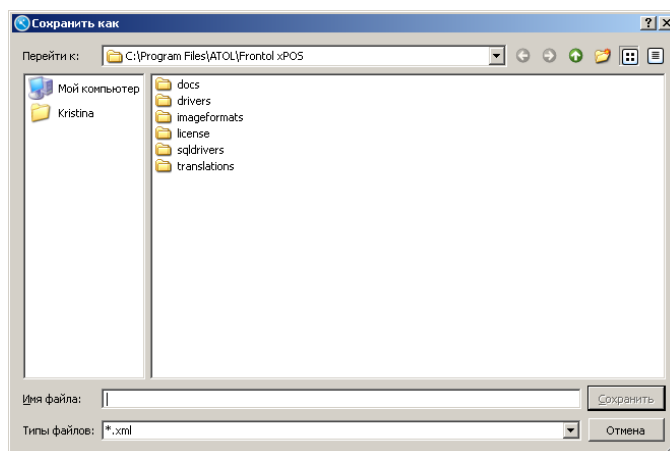 Сохранить как
Перейти к: C:\Program Files\ATOL\Frontol xPOS
Мой компьютер
Kristina
docs
drivers
imageformats
license
sqldrivers
translations
Имя файла: Сохранить
Типы файлов: *.xml Отмена